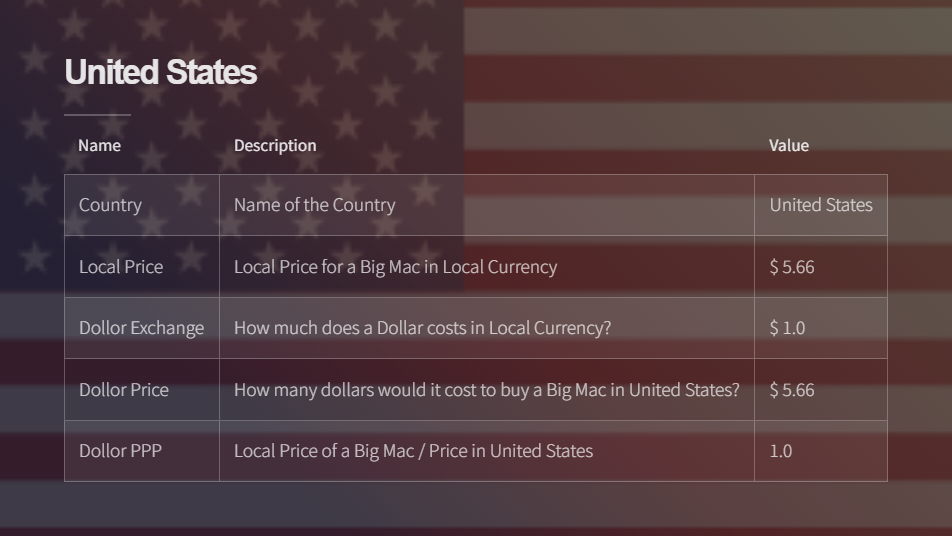 United States
Name Description Value
Country Name of the Country United States
Local Price Local Price for a Big Mac in Local Currency $ 5.66
Dollor Exchange How much does a Dollar costs in Local Currency? $ 1.0
Dollor Price How many dollars would it cost to buy a Big Mac in United States? $ 5.66
Dollor PPP Local Price of a Big Mac / Price in United States 1.0